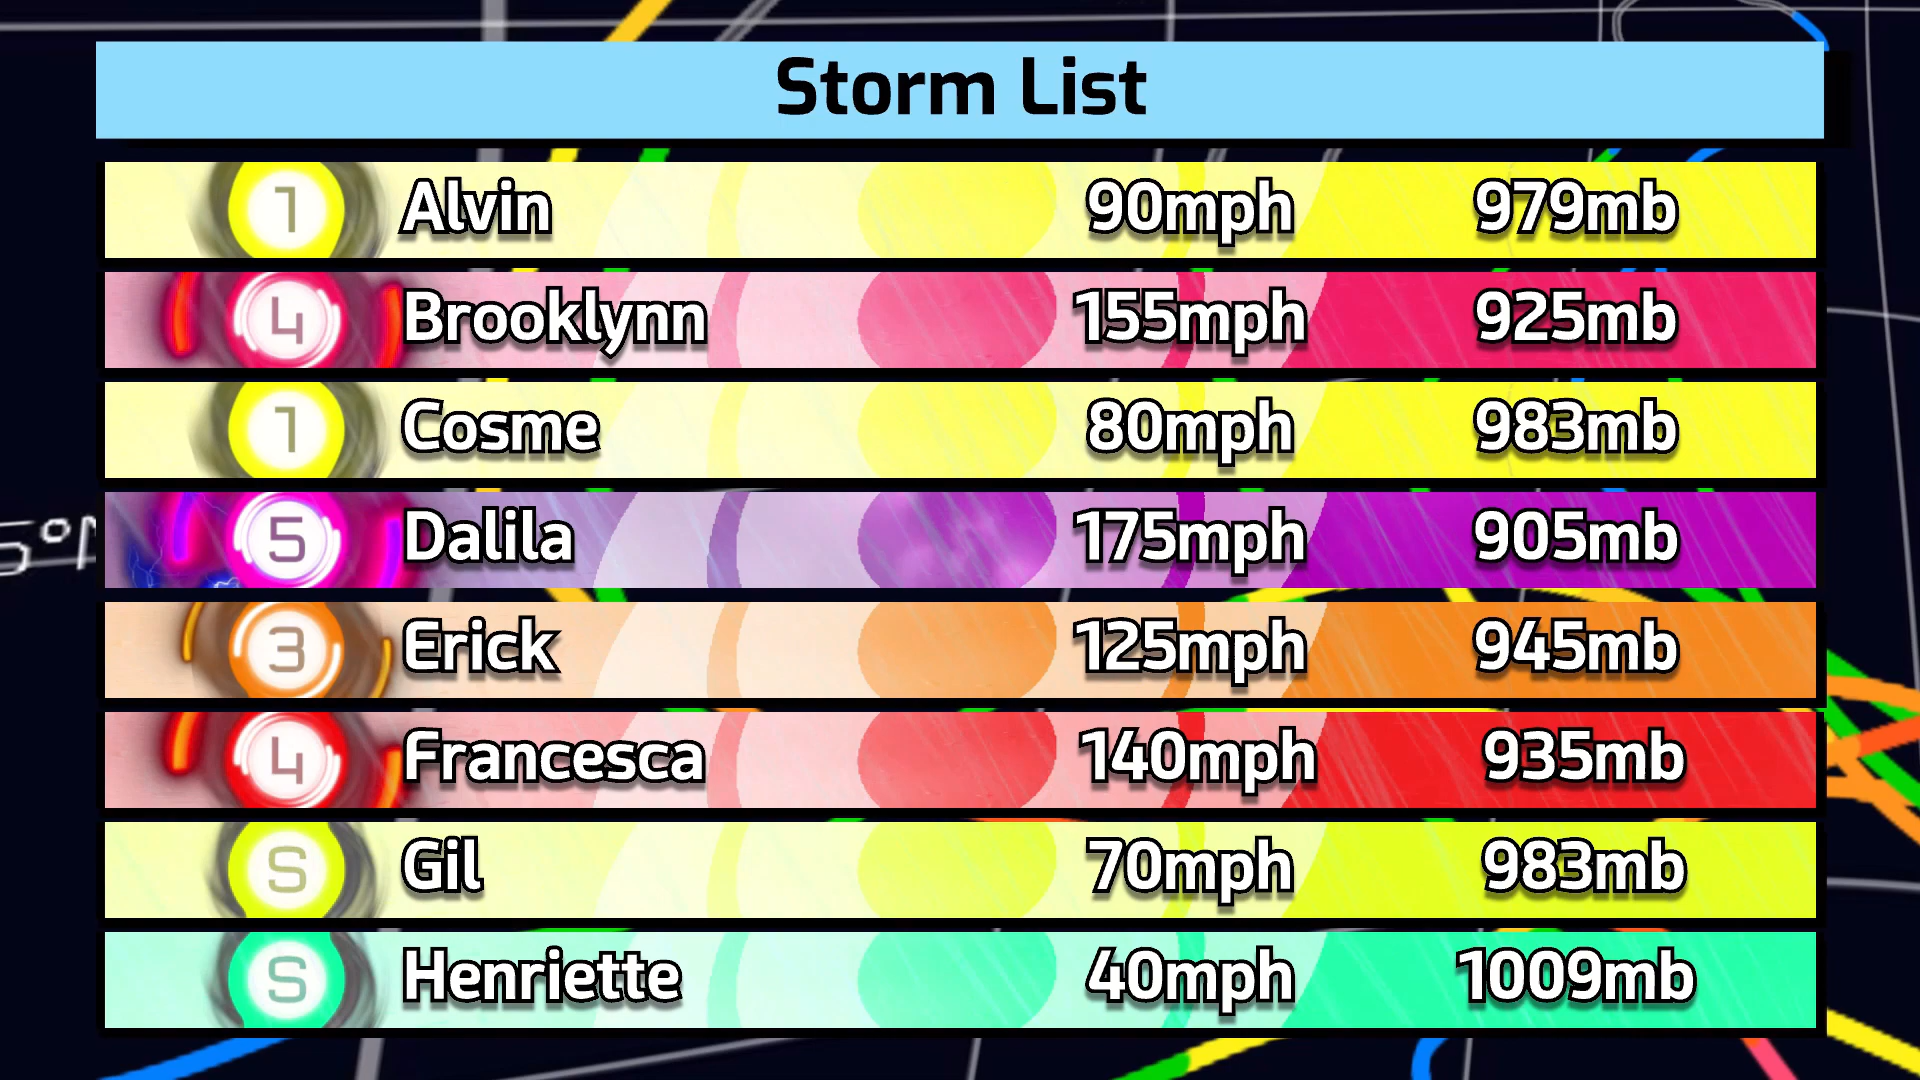 Storm List
1 Alvin 90mph 979mb
4 Brooklynn 155mph 925mb
1 Cosme 80mph 983mb
5 Dalila 175mph 905mb
3 Erick 125mph 945mb
4 Francesca 140mph 935mb
S Gil 70mph 983mb
S Henriette 40mph 1009mb